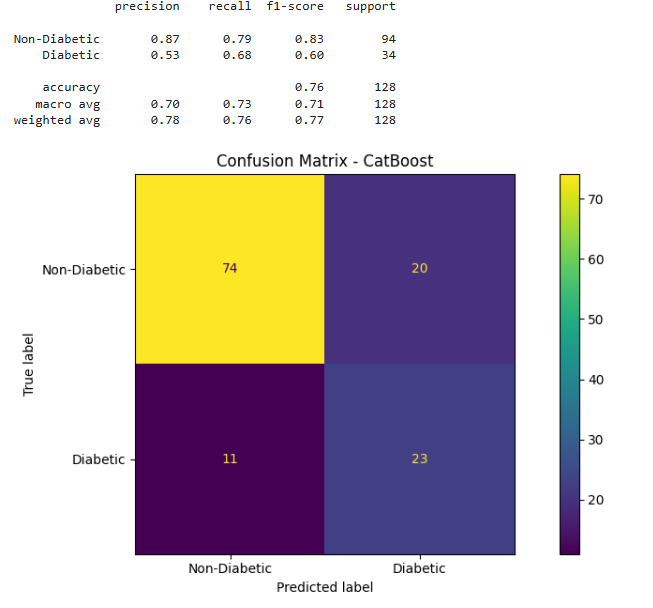 precision recall f1-score support
Non-Diabetic 0.87 0.79 0.83 94
Diabetic 0.53 0.68 0.60 34
accuracy 0.76 128
macro avg 0.70 0.73 0.71 128
weighted avg 0.78 0.76 0.77 128
Confusion Matrix - CatBoost
Non-Diabetic 74 20
Diabetic 11 23
Non-Diabetic Diabetic
Predicted label
True label
70
60
50
40
30
20